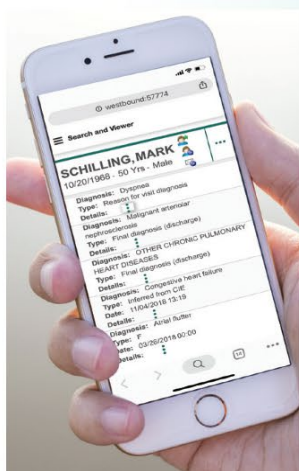 westbound:57774
Search and Viewer
SCHILLING, MARK
10/20/1968 - 50 Yrs - Male
Diagnosis: Dyspnea
Type: Reason for visit diagnosis
Details:
Diagnosis: Malignant arteriolar
nephrosclerosis
Type: Final diagnosis (discharge)
Details:
Diagnosis: OTHER CHRONIC PULMONARY
HEART DISEASES
Type: Final diagnosis (discharge)
Details:
Diagnosis: Congestive heart failure
Type: Inferred from CIE
Date: 11/04/2018 13:19
Details:
Diagnosis: Atrial flutter
Type: F
Date: 03/26/2018 00:00
Details: